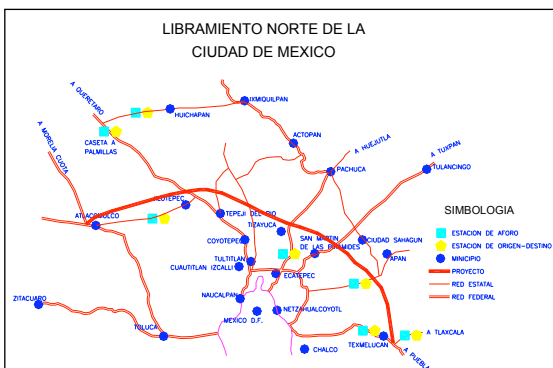 LIBRAMIENTO NORTE DE LA
CIUDAD DE MEXICO
A QUERETARO
IXMIQUILPAN
HUICHAPAN
CASETA A
PALMILLAS
ACTOPAN
A MORELIA CUOTA
A HUEJUTLA
A TUXPAN
PACHUCA
TULANCINGO
JILOTEPEC
ATLACOMULCO
TEPEJI DEL RIO
TIZAYUCA
SAN MARTIN
DE LAS PIRAMIDES
COYOTEPEC
CIUDAD SAHAGUN
APAN
TULTITLAN
CUAUTITLAN IZCALLI
ECATEPEC
ZITACUARO
NAUCALPAN
MEXICO D.F.
NETZAHUALCOYOTL
TOLUCA
CHALCO
TEXMELUCAN
A TLAXCALA
A PUEBLA
SIMBOLOGIA
ESTACION DE AFORO
ESTACION DE ORIGEN-DESTINO
MINICIPIO
PROYECTO
RED ESTATAL
RED FEDERAL